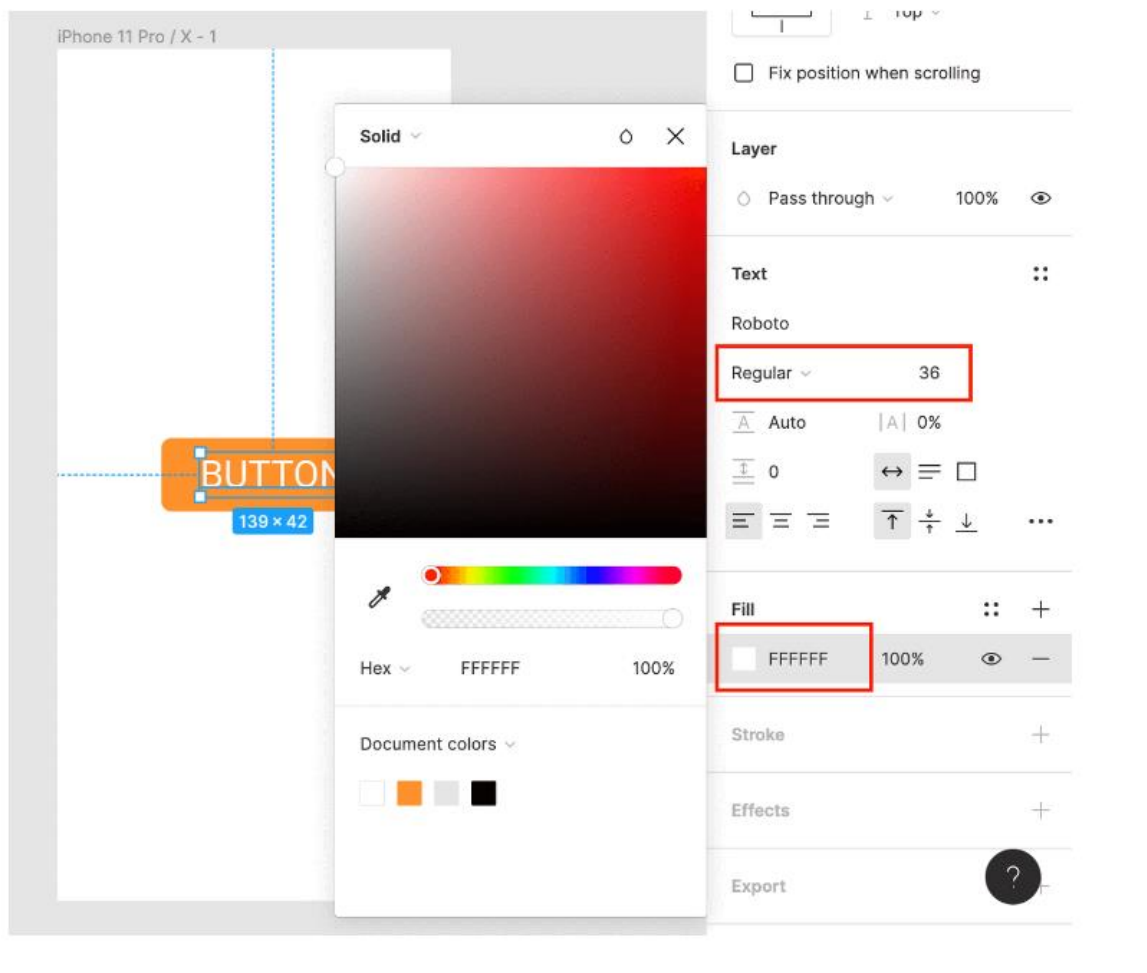 iPhone 11 Pro / X - 1
BUTTON
139 × 42
Solid
Hex FFFFFF 100%
Document colors
Top
Fix position when scrolling
Layer
Pass through 100%
Text
Roboto
Regular 36
A Auto |A| 0%
0
Fill
FFFFFF 100%
Stroke
Effects
Export
?